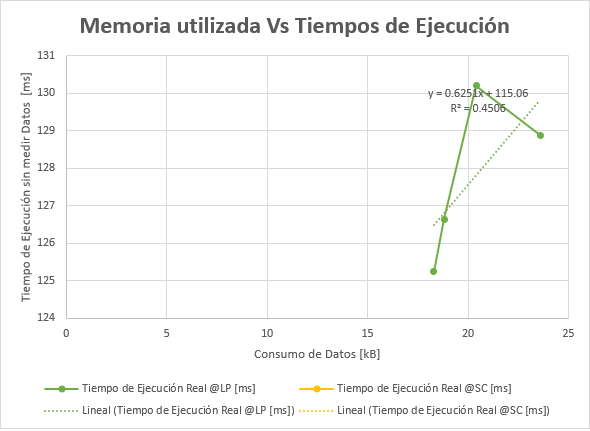 Memoria utilizada Vs Tiempos de Ejecución
Tiempo de Ejecución sin medir Datos [ms]
131
130
129
128
127
126
125
124
y = 0.6251x + 115.06
R² = 0.4506
0 5 10 15 20 25
Consumo de Datos [kB]
Tiempo de Ejecución Real @LP [ms] Tiempo de Ejecución Real @SC [ms]
Lineal (Tiempo de Ejecución Real @LP [ms]) Lineal (Tiempo de Ejecución Real @SC [ms])